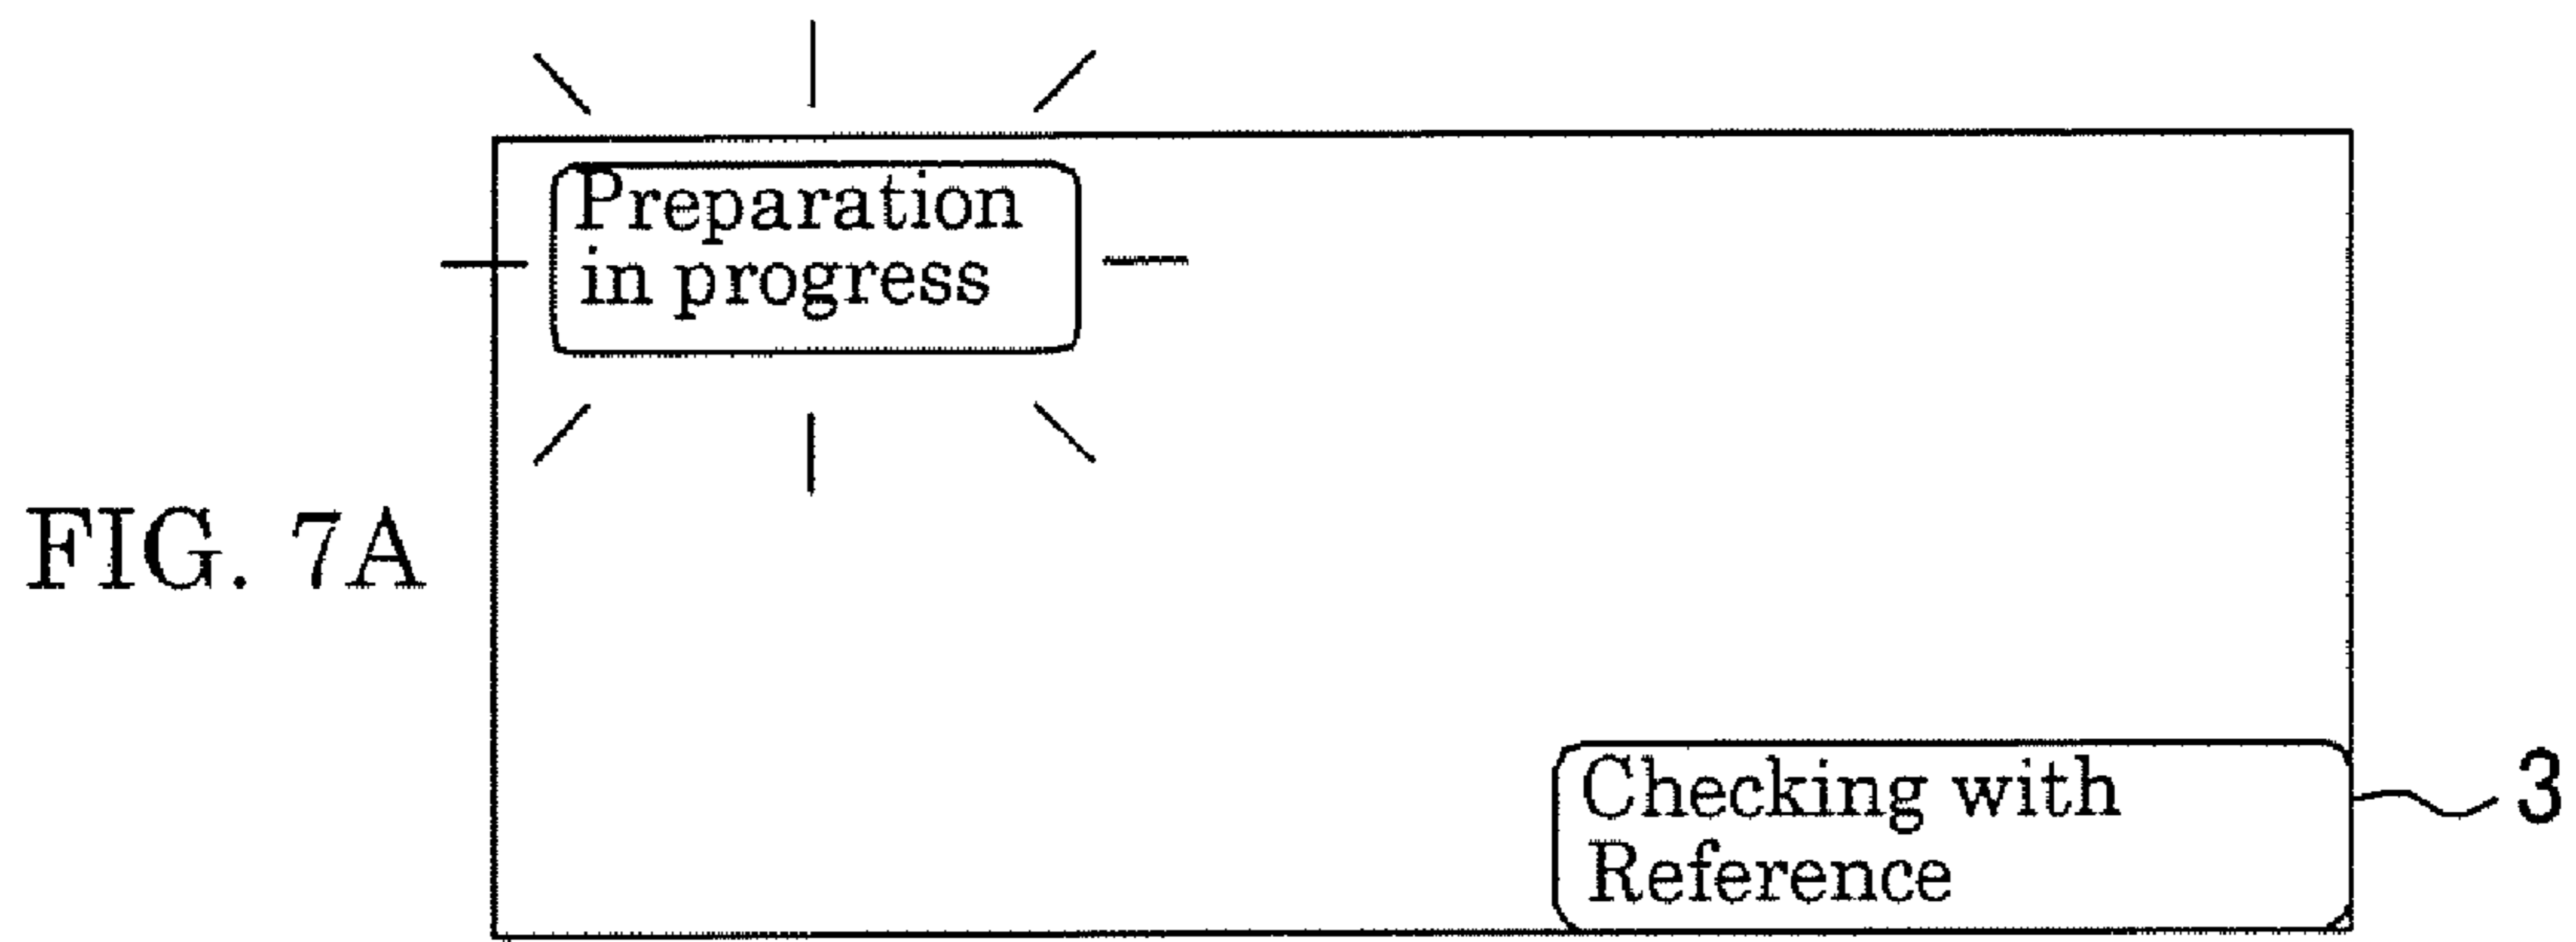 Preparation
in progress
FIG. 7A
Checking with
Reference
3